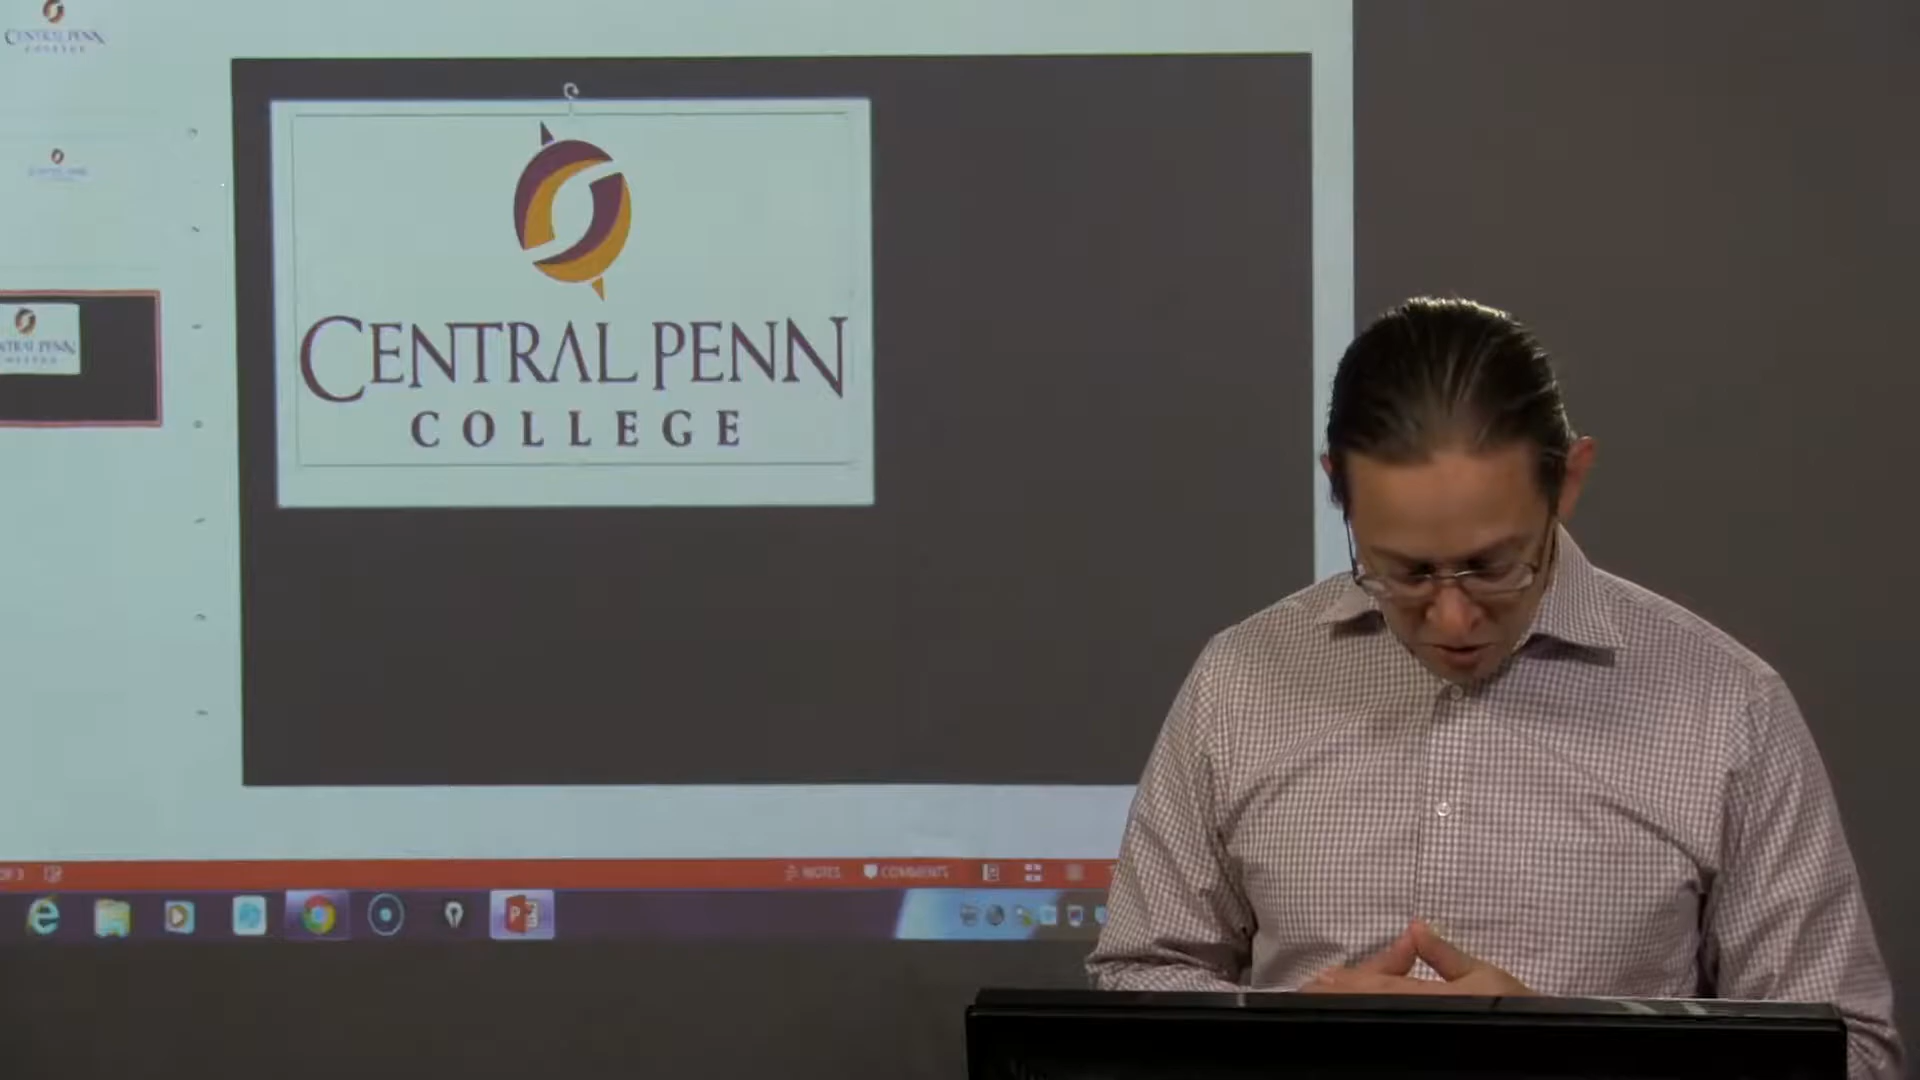 CENTRAL PENN
COLLEGE
CENTRAL PENN
COLLEGE
NOTES
COMMENTS